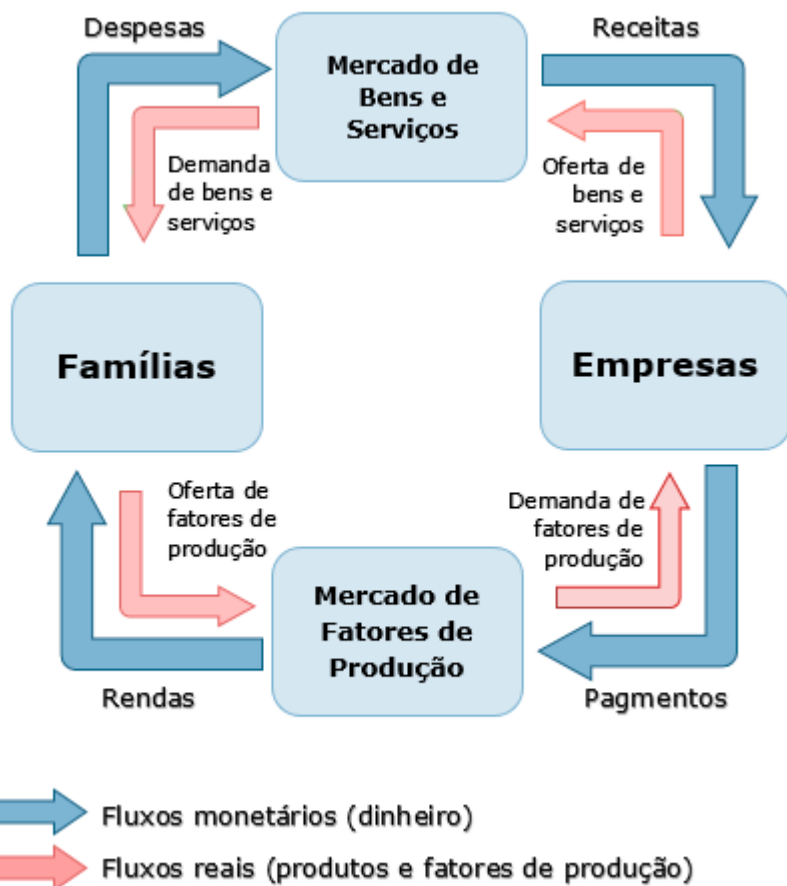 Despesas
Receitas
Mercado de
Bens e
Serviços
Demanda
de bens e
serviços
Oferta de
bens e
serviços
Famílias
Empresas
Oferta de
fatores de
produção
Demanda de
fatores de
produção
Mercado de
Fatores de
Produção
Rendas
Pagmentos
Fluxos monetários (dinheiro)
Fluxos reais (produtos e fatores de produção)